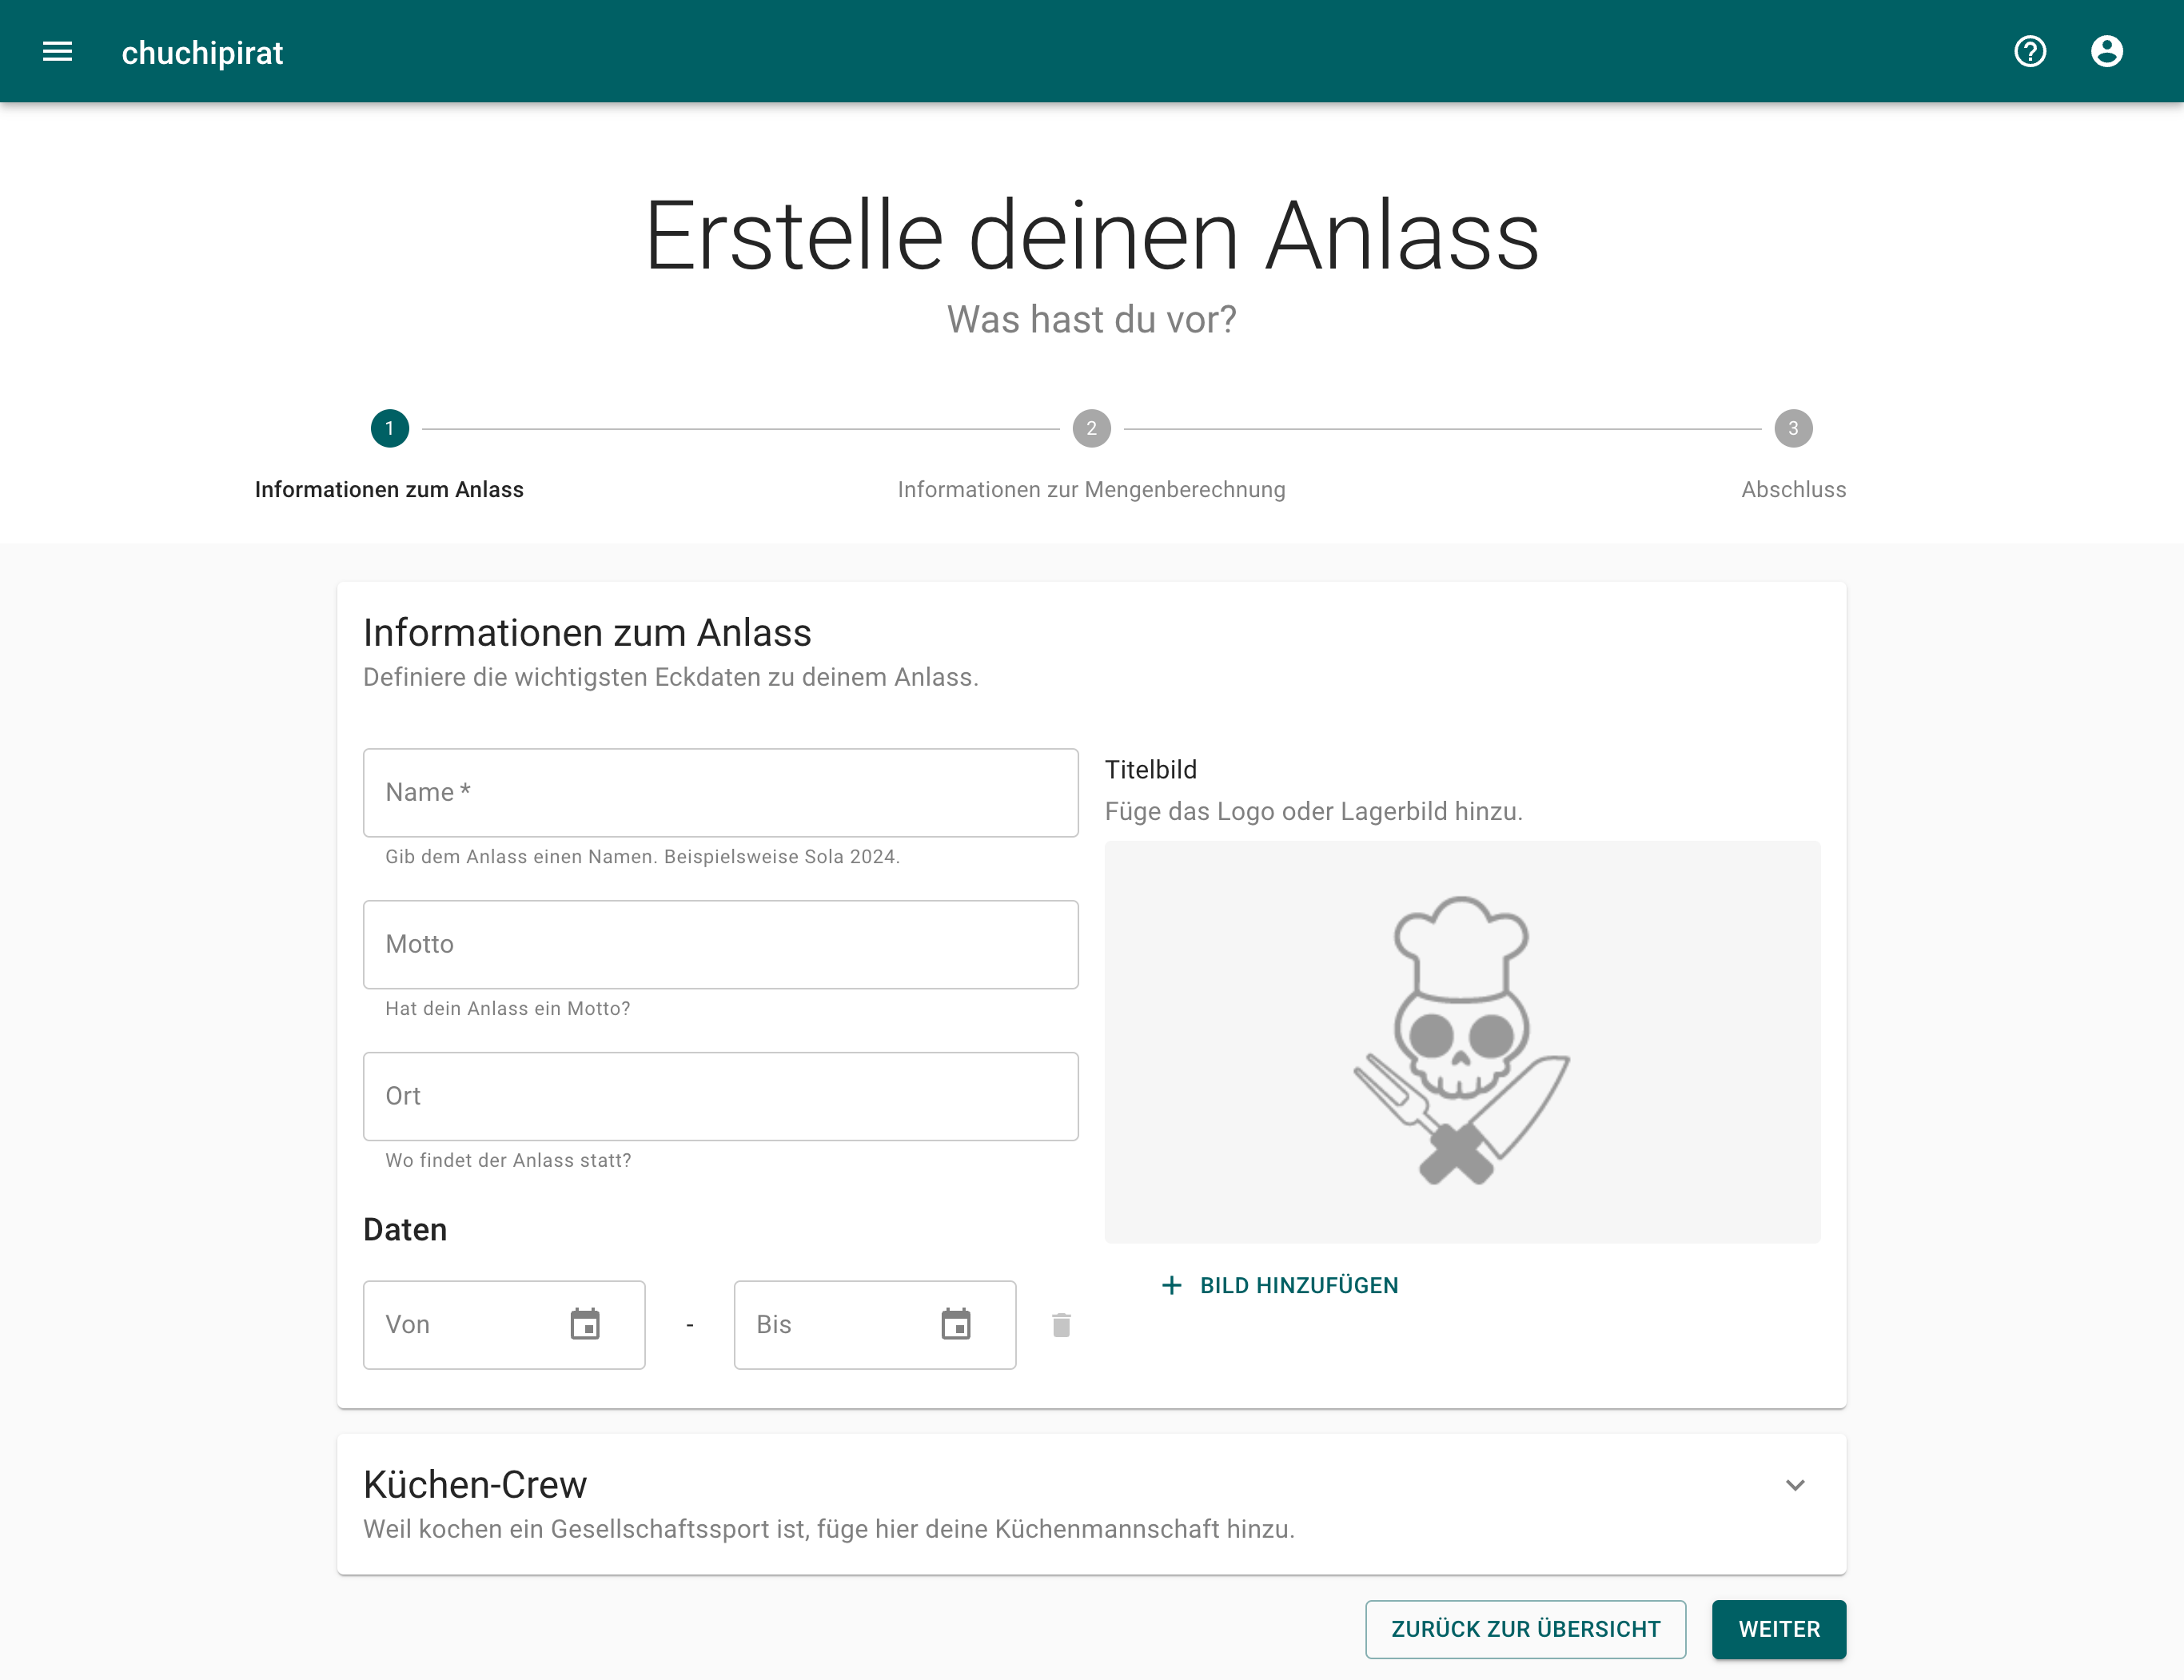 chuchipirat
Erstelle deinen Anlass
Was hast du vor?
1
2
3
Informationen zum Anlass
Informationen zur Mengenberechnung
Abschluss
Informationen zum Anlass
Definiere die wichtigsten Eckdaten zu deinem Anlass.
Name *
Gib dem Anlass einen Namen. Beispielsweise Sola 2024.
Motto
Hat dein Anlass ein Motto?
Ort
Wo findet der Anlass statt?
Daten
Von
-
Bis
Titelbild
Füge das Logo oder Lagerbild hinzu.
BILD HINZUFÜGEN
Küchen-Crew
Weil kochen ein Gesellschaftssport ist, füge hier deine Küchenmannschaft hinzu.
ZURÜCK ZUR ÜBERSICHT
WEITER